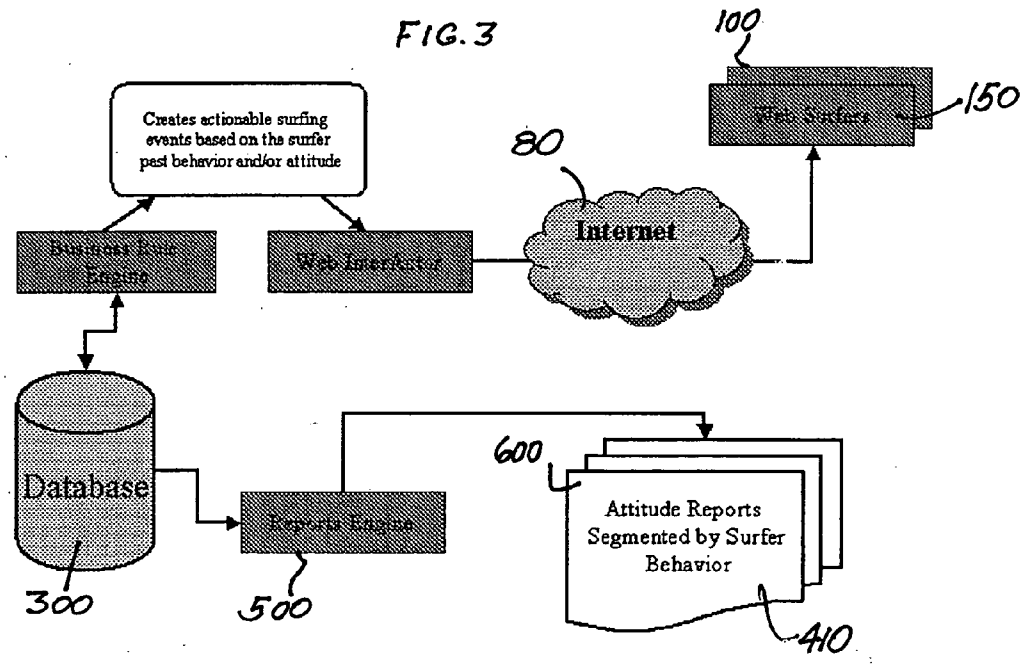 FIG. 3
100
Web Surfers
150
Creates actionable surfing
events based on the surfer
past behavior and/or attitude
80
Internet
Business Rule
Engine
Web InterActor
Database
300
Reports Engine
500
600
Attitude Reports
Segmented by Surfer
Behavior
410